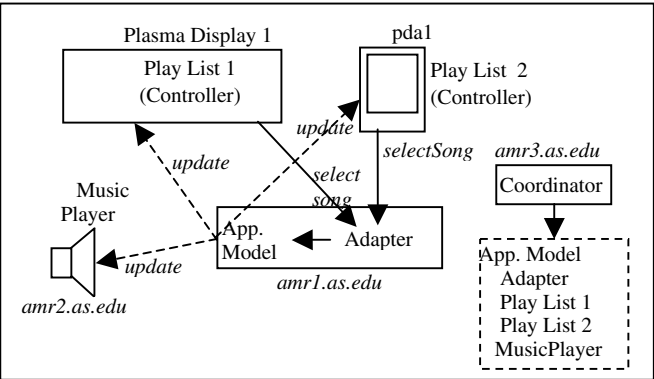 Plasma Display 1
pda1
Play List 1
(Controller)
Play List 2
(Controller)
update
update
selectSong
select
song
amr3.as.edu
Coordinator
Music
Player
App.
Model
Adapter
update
amr1.as.edu
amr2.as.edu
App. Model
Adapter
Play List 1
Play List 2
MusicPlayer